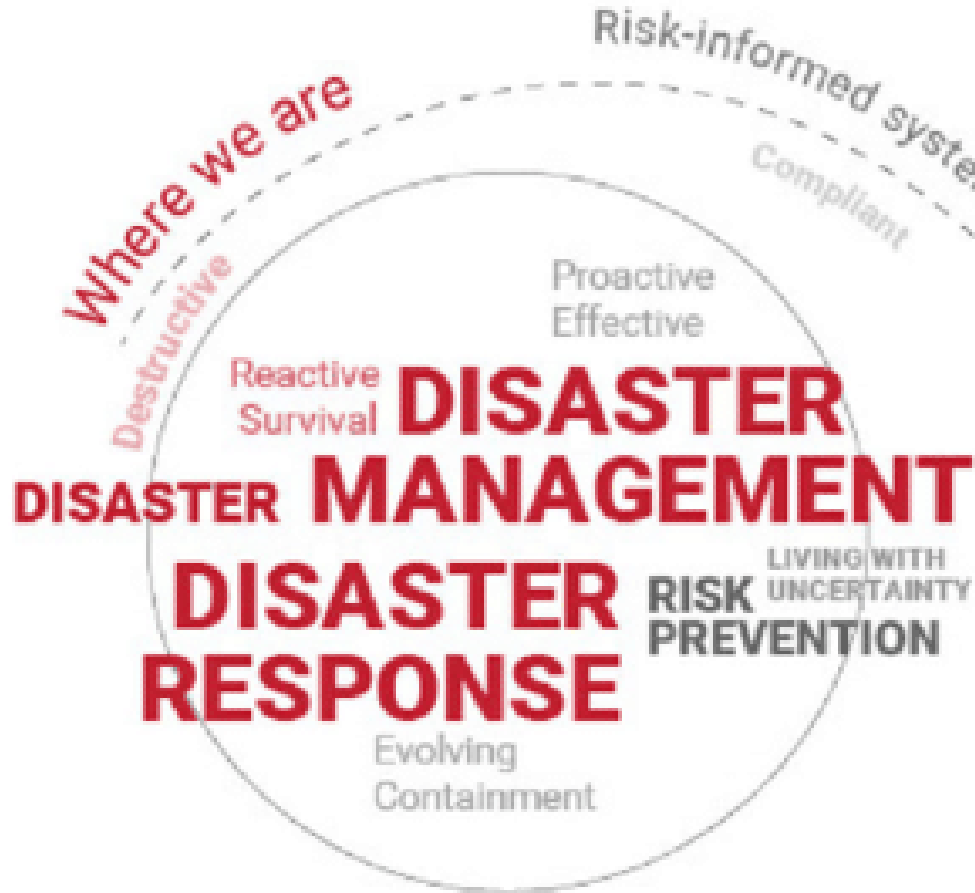 Risk-informed syste
Where we are
Compliant
Destructive
Proactive
Effective
Reactive
Survival
DISASTER
MANAGEMENT
DISASTER
LIVING WITH
UNCERTAINTY
RISK
PREVENTION
DISASTER
RESPONSE
Evolving
Containment